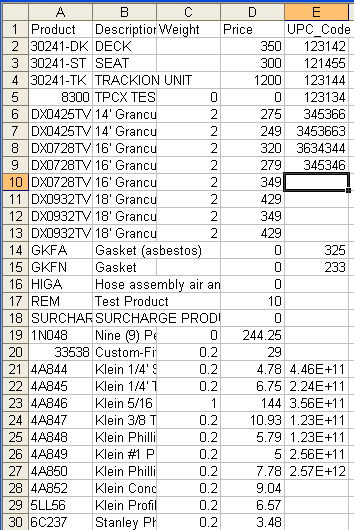 A B C D E
1 Product Description Weight Price UPC_Code
2 30241-DK DECK 350 123142
3 30241-ST SEAT 300 121455
4 30241-TK TRACKION UNIT 1200 123144
5 8300 TPCX TES 0 0 123134
6 DX0425TV 14' Grancu 2 275 345366
7 DX0425TV 14' Grancu 2 249 3453663
8 DX0728TV 16' Grancu 2 320 3634344
9 DX0728TV 16' Grancu 2 279 345346
10 DX0728TV 16' Grancu 2 349
11 DX0932TV 18' Grancu 2 429
12 DX0932TV 18' Grancu 2 349
13 DX0932TV 18' Grancu 2 429
14 GKFA Gasket (asbestos) 0 325
15 GKFN Gasket 0 233
16 HIGA Hose assembly air an 0
17 REM Test Product 10
18 SURCHAR SURCHARGE PRODU 0
19 1N048 Nine (9) Pe 0 244.25
20 33538 Custom-Fi 0.2 29
21 4A844 Klein 1/4' S 0.2 4.78 4.46E+11
22 4A845 Klein 1/4' T 0.2 6.75 2.24E+11
23 4A846 Klein 5/16 1 144 3.56E+11
24 4A847 Klein 3/8 T 0.2 10.93 1.23E+11
25 4A848 Klein Philli 0.2 5.79 1.23E+11
26 4A849 Klein #1 P 0.2 5 2.56E+11
27 4A850 Klein Philli 0.2 7.78 2.57E+12
28 4A852 Klein Conc 0.2 9.04
29 5LL56 Klein Profil 0.2 6.57
30 6C237 Stanley Ph 0.2 3.48